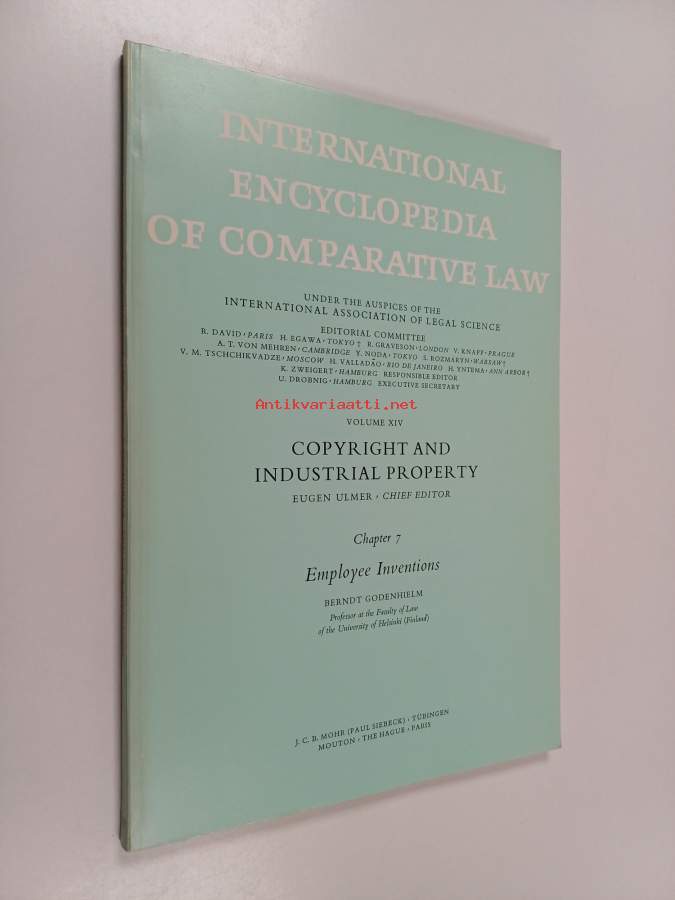 INTERNATIONAL
ENCYCLOPEDIA
OF COMPARATIVE LAW
UNDER THE AUSPICES OF THE
INTERNATIONAL ASSOCIATION OF LEGAL SCIENCE
EDITORIAL COMMITTEE
R. DAVID · PARIS H. EGAWA · TOKYO † R. GRAVESON · LONDON V. KNAPP · PRAGUE
A. T. VON MEHREN · CAMBRIDGE Y. NODA · TOKYO S. ROZMARYN · WARSAW †
V. M. TSCHCHIKVADZE · MOSCOW H. VALLADÃO · RIO DE JANEIRO H. YNTEMA · ANN ARBOR †
K. ZWEIGERT · HAMBURG RESPONSIBLE EDITOR
U. DROBNIG · HAMBURG EXECUTIVE SECRETARY
Antikvariaatti.net
VOLUME XIV
COPYRIGHT AND
INDUSTRIAL PROPERTY
EUGEN ULMER · CHIEF EDITOR
Chapter 7
Employee Inventions
BERNDT GODENHIELM
Professor at the Faculty of Law
of the University of Helsinki (Finland)
J. C. B. MOHR (PAUL SIEBECK) · TÜBINGEN
MOUTON · THE HAGUE · PARIS